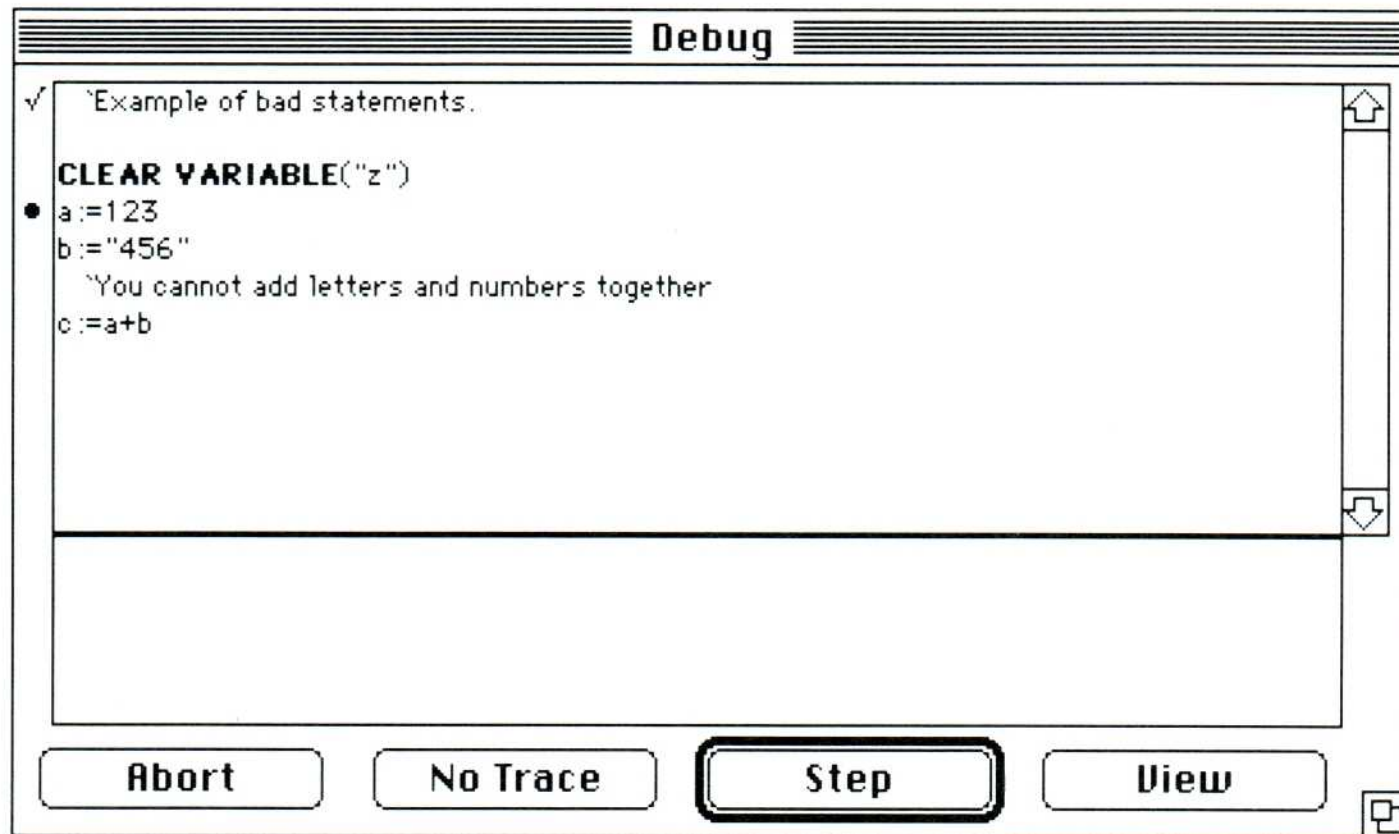 Debug
√ `Example of bad statements.
CLEAR VARIABLE("z")
● a:=123
b:="456"
`You cannot add letters and numbers together
c:=a+b
Abort No Trace Step View